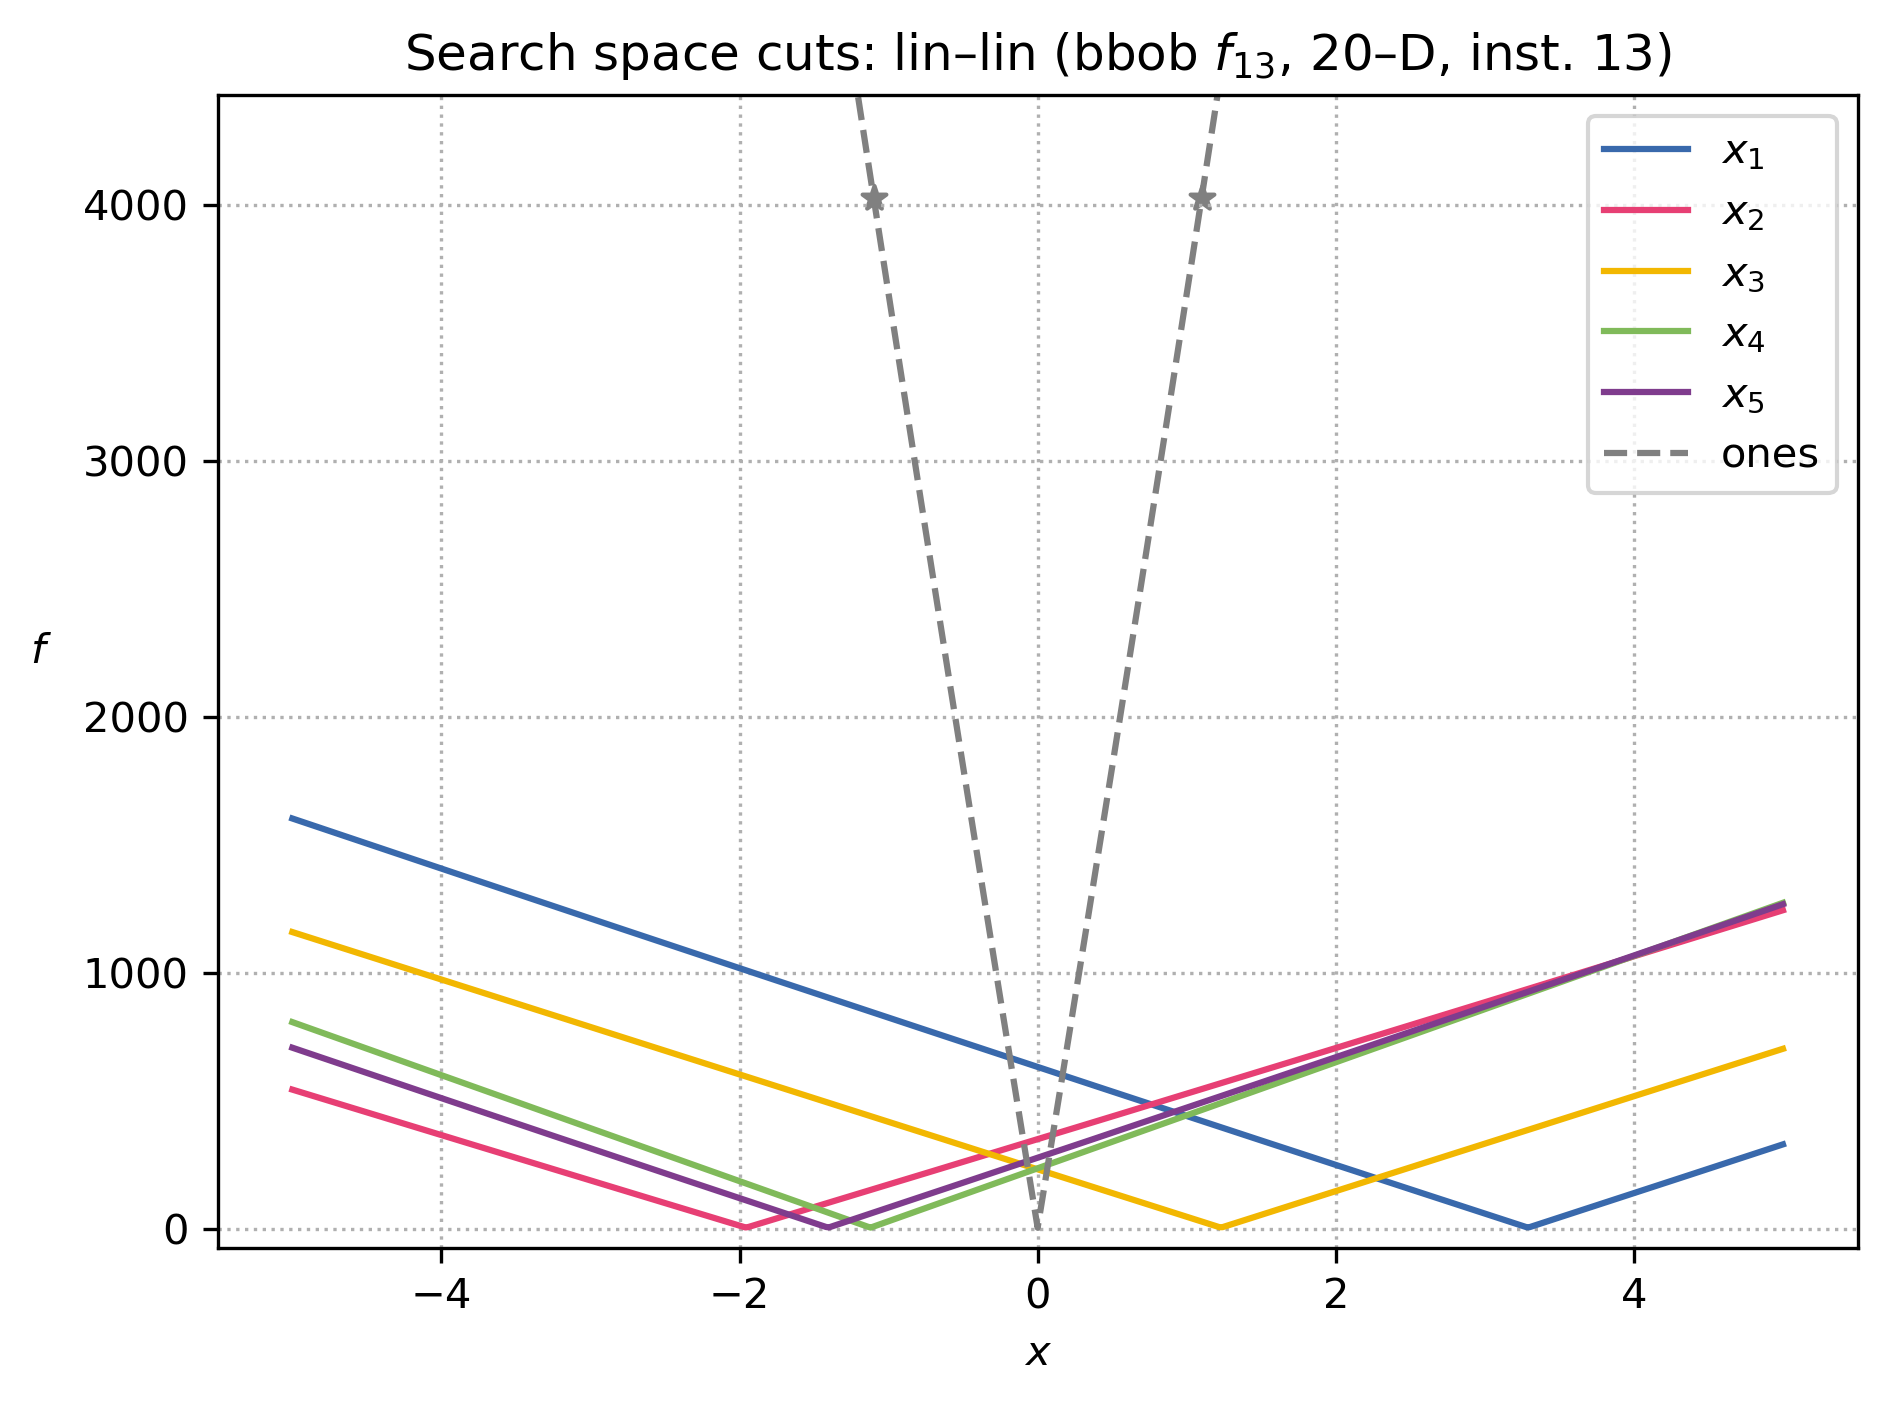 Search space cuts: lin–lin (bbob f13, 20–D, inst. 13)
x1
x2
x3
x4
x5
ones
4000
3000
2000
1000
0
f
−4
−2
0
2
4
x